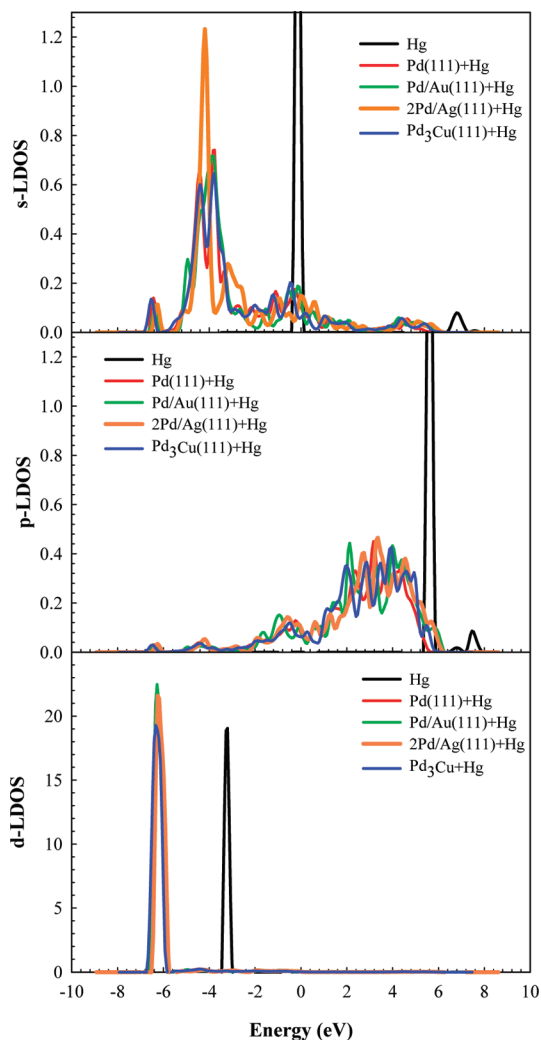 1.2
1.0
0.8
0.6
0.4
0.2
0.0
s-LDOS
Hg
Pd(111)+Hg
Pd/Au(111)+Hg
2Pd/Ag(111)+Hg
Pd₃Cu(111)+Hg
1.2
1.0
0.8
0.6
0.4
0.2
0.0
p-LDOS
Hg
Pd(111)+Hg
Pd/Au(111)+Hg
2Pd/Ag(111)+Hg
Pd₃Cu(111)+Hg
20
15
10
5
0
d-LDOS
Hg
Pd(111)+Hg
Pd/Au(111)+Hg
2Pd/Ag(111)+Hg
Pd₃Cu+Hg
-10 -8 -6 -4 -2 0 2 4 6 8 10
Energy (eV)